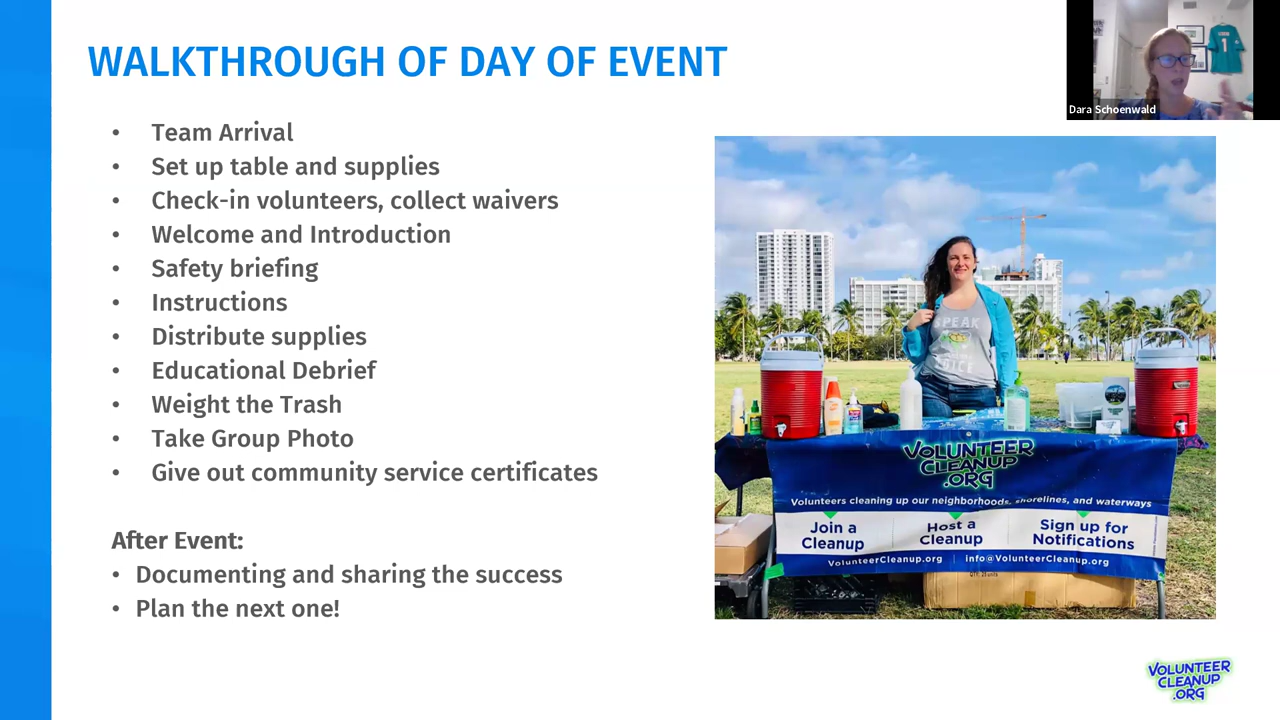 WALKTHROUGH OF DAY OF EVENT
Dara Schoenwald
1
• Team Arrival
• Set up table and supplies
• Check-in volunteers, collect waivers
• Welcome and Introduction
• Safety briefing
• Instructions
• Distribute supplies
• Educational Debrief
• Weight the Trash
• Take Group Photo
• Give out community service certificates
After Event:
• Documenting and sharing the success
• Plan the next one!
SPEAK
VOLUNTEER
CLEANUP
.ORG
Volunteers cleaning up our neighborhoods, shorelines, and waterways
Join a
Cleanup
Host a
Cleanup
Sign up for
Notifications
VolunteerCleanup.org | info@VolunteerCleanup.org
VOLUNTEER
CLEANUP
.ORG